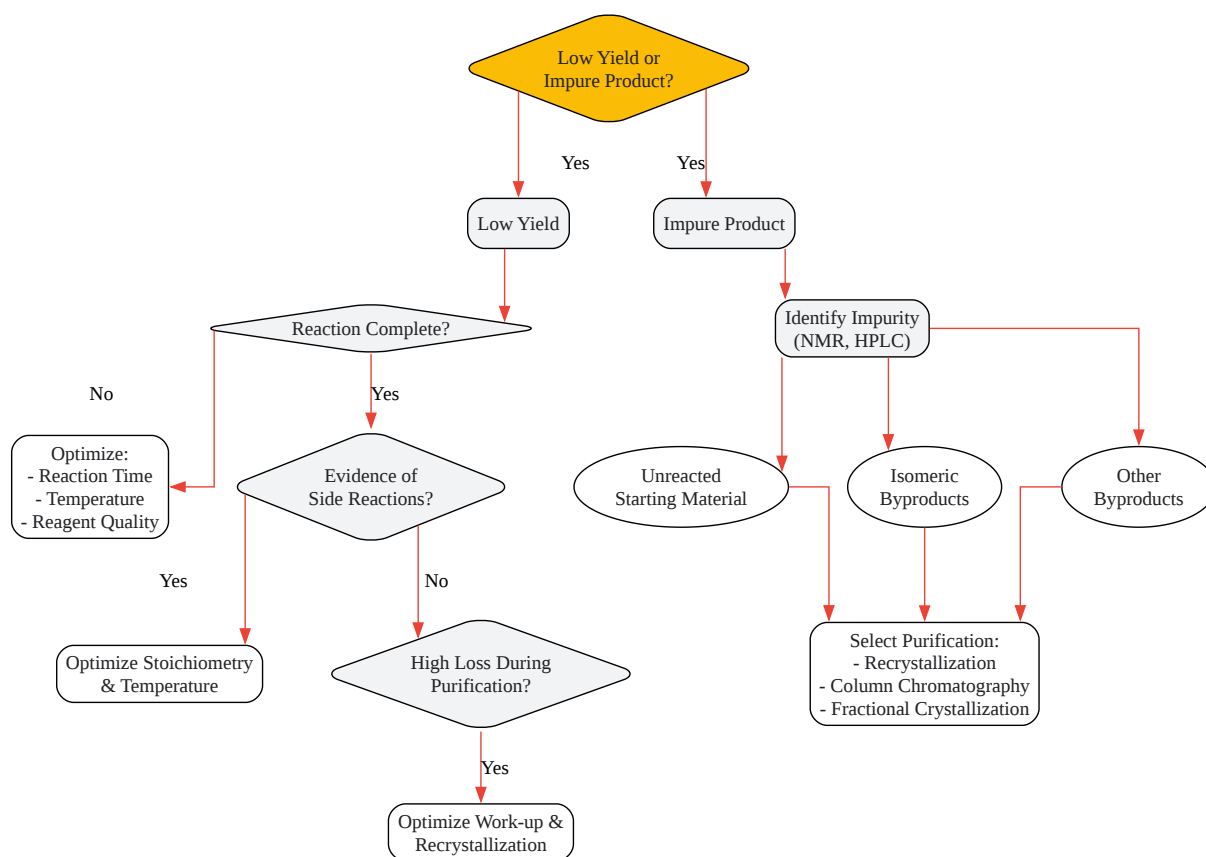 Low Yield or
Impure Product?
Yes
Yes
Low Yield
Impure Product
Reaction Complete?
Identify Impurity
(NMR, HPLC)
No
Yes
Optimize:
- Reaction Time
- Temperature
- Reagent Quality
Evidence of
Side Reactions?
Unreacted
Starting Material
Isomeric
Byproducts
Other
Byproducts
Yes
No
Optimize Stoichiometry
& Temperature
High Loss During
Purification?
Select Purification:
- Recrystallization
- Column Chromatography
- Fractional Crystallization
Yes
Optimize Work-up &
Recrystallization